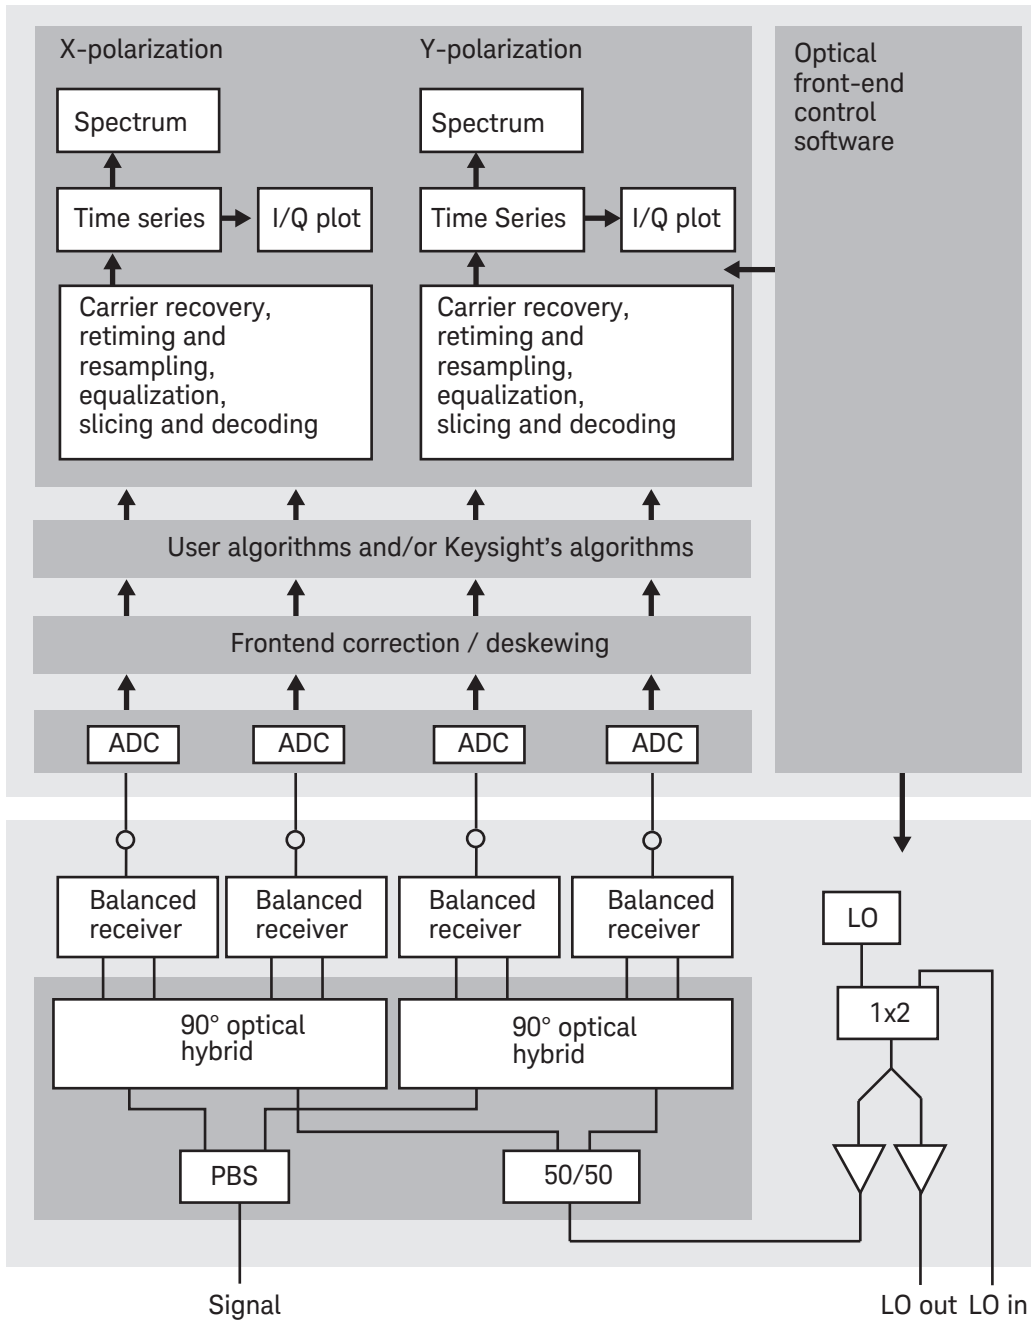 X-polarization
Y-polarization
Optical
front-end
control
software
Spectrum
Spectrum
Time series
I/Q plot
Time Series
I/Q plot
Carrier recovery,
retiming and
resampling,
equalization,
slicing and decoding
Carrier recovery,
retiming and
resampling,
equalization,
slicing and decoding
User algorithms and/or Keysight's algorithms
Frontend correction / deskewing
ADC
ADC
ADC
ADC
Balanced
receiver
Balanced
receiver
Balanced
receiver
Balanced
receiver
LO
1x2
90° optical
hybrid
90° optical
hybrid
PBS
50/50
Signal
LO out
LO in